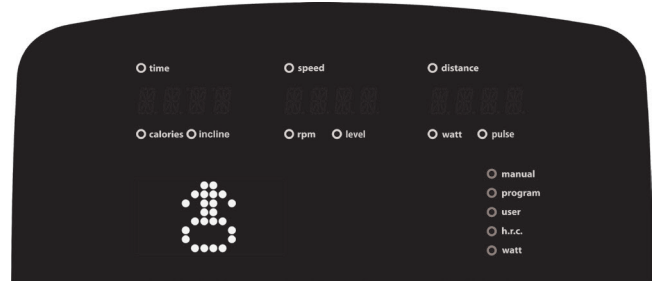 time speed distance
calories incline rpm level watt pulse
manual
program
user
h.r.c.
watt